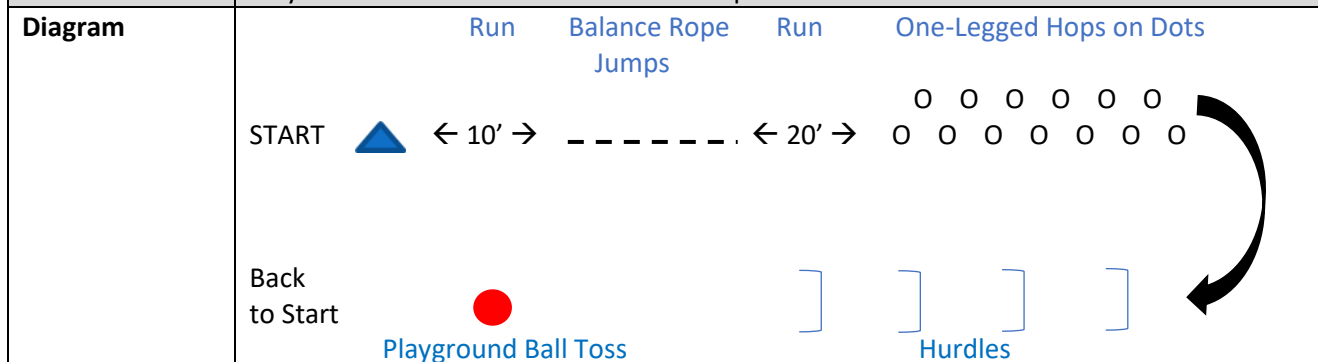 Diagram
Run Balance Rope Run One-Legged Hops on Dots
Jumps
O O O O O O
START ← 10’ → ← 20’ → O O O O O O O
Back
to Start
Playground Ball Toss Hurdles